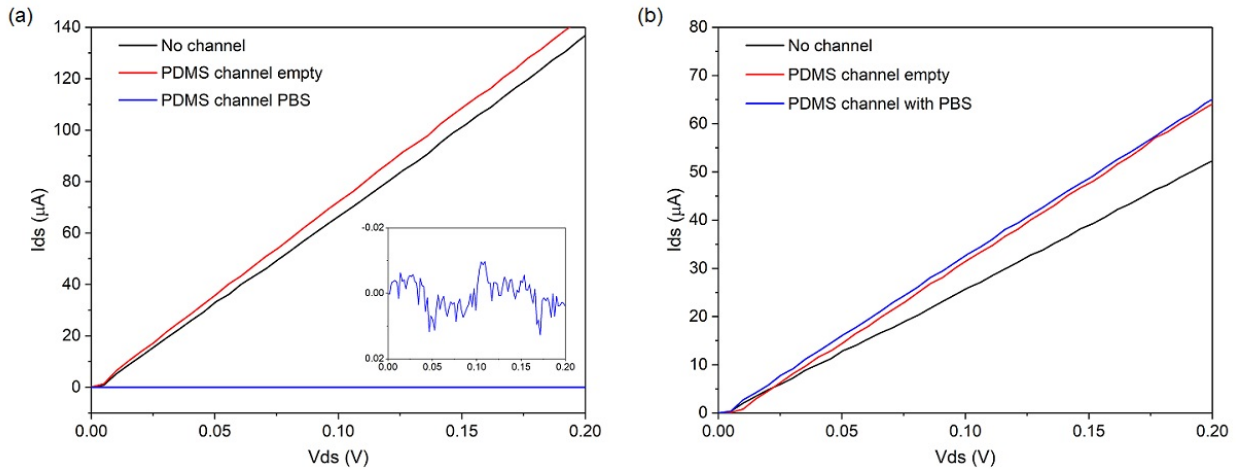 (a)
140
120
100
80
60
40
20
0
Ids (μA)
No channel
PDMS channel empty
PDMS channel PBS
-0.02
0.00
0.02
0.00 0.05 0.10 0.15 0.20
0.00 0.05 0.10 0.15 0.20
Vds (V)
(b)
80
70
60
50
40
30
20
10
0
Ids (μA)
No channel
PDMS channel empty
PDMS channel with PBS
0.00 0.05 0.10 0.15 0.20
Vds (V)